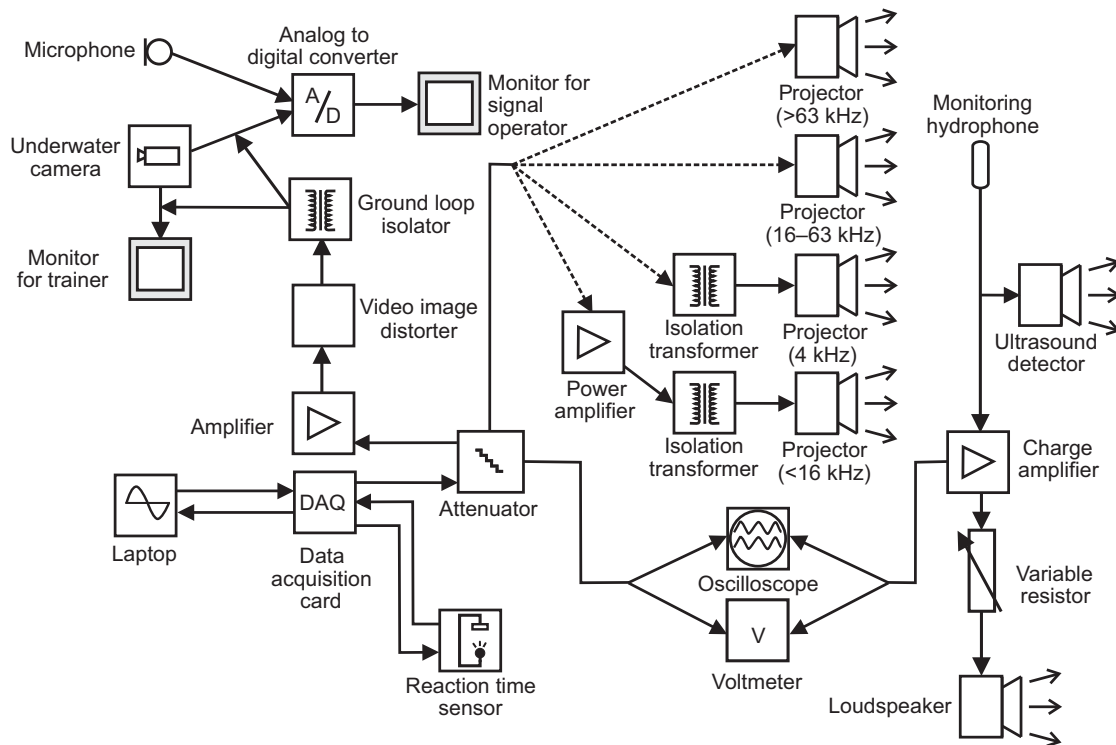 Microphone
Analog to
digital converter
A/D
Monitor for
signal
operator
Underwater
camera
Ground loop
isolator
Monitor
for trainer
Video image
distorter
Amplifier
Laptop
DAQ
Data
acquisition
card
Attenuator
Reaction time
sensor
Projector
(>63 kHz)
Projector
(16–63 kHz)
Isolation
transformer
Projector
(4 kHz)
Power
amplifier
Isolation
transformer
Projector
(<16 kHz)
Oscilloscope
V
Voltmeter
Monitoring
hydrophone
Ultrasound
detector
Charge
amplifier
Variable
resistor
Loudspeaker